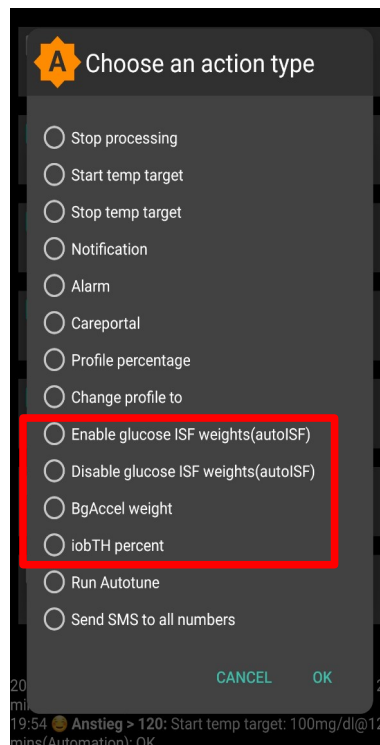 A Choose an action type
Stop processing
Start temp target
Stop temp target
Notification
Alarm
Careportal
Profile percentage
Change profile to
Enable glucose ISF weights(autoISF)
Disable glucose ISF weights(autoISF)
BgAccel weight
iobTH percent
Run Autotune
Send SMS to all numbers
CANCEL OK
20
19:54 😊 Anstieg > 120: Start temp target: 100mg/dl@12
mins(Automation): OK